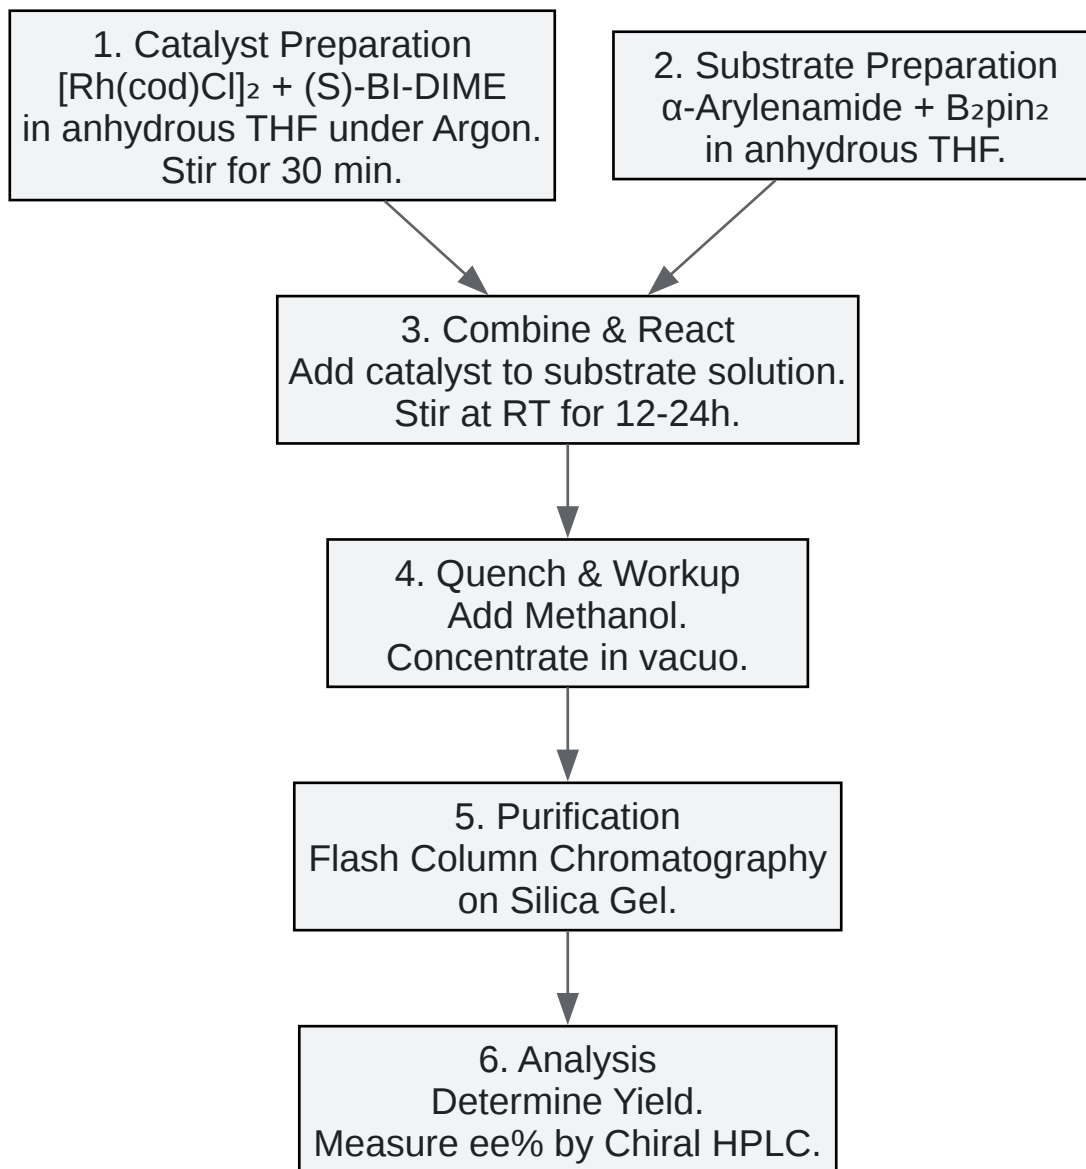 1. Catalyst Preparation
[Rh(cod)Cl]₂ + (S)-BI-DIME
in anhydrous THF under Argon.
Stir for 30 min.
2. Substrate Preparation
α-Arylenamide + B₂pin₂
in anhydrous THF.
3. Combine & React
Add catalyst to substrate solution.
Stir at RT for 12-24h.
4. Quench & Workup
Add Methanol.
Concentrate in vacuo.
5. Purification
Flash Column Chromatography
on Silica Gel.
6. Analysis
Determine Yield.
Measure ee% by Chiral HPLC.